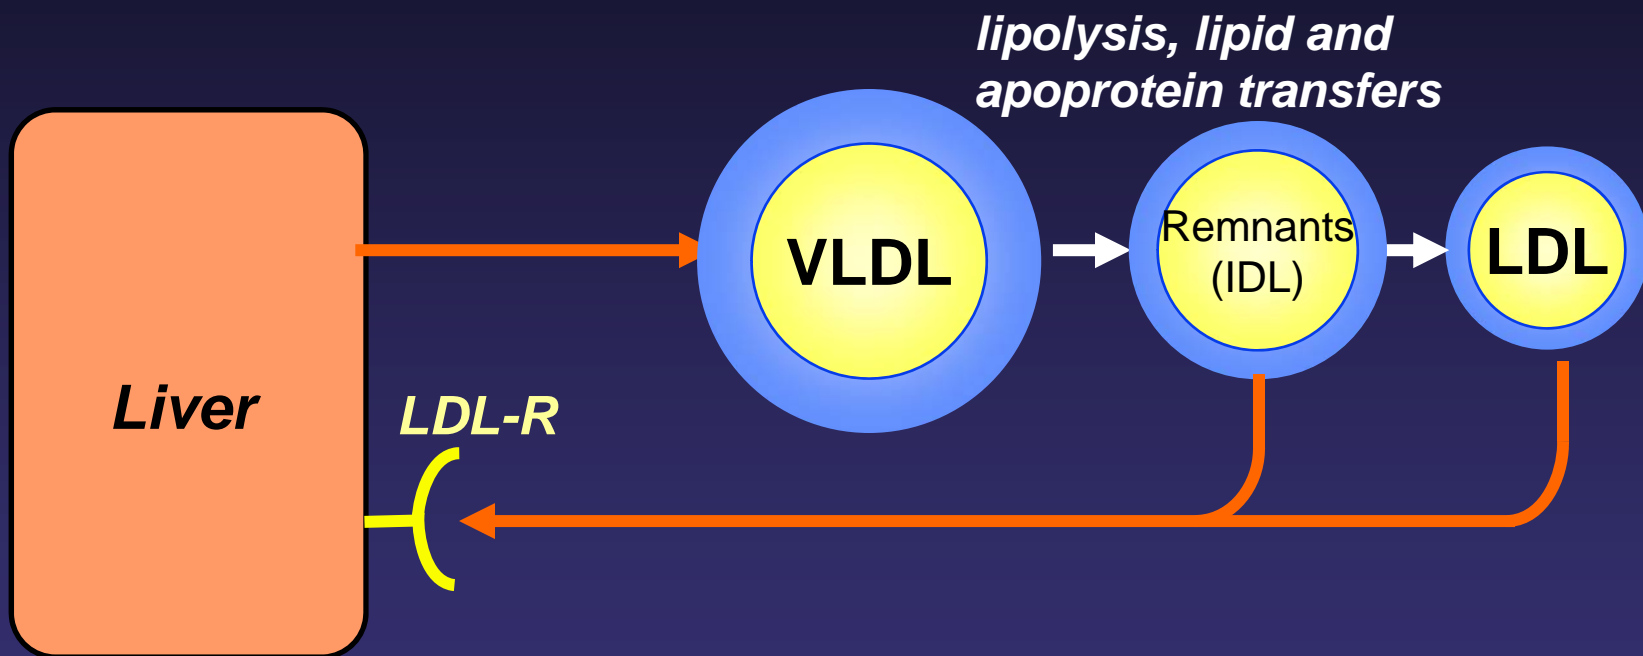 lipolysis, lipid and
apoprotein transfers
VLDL
Remnants
(IDL)
LDL
Liver
LDL-R